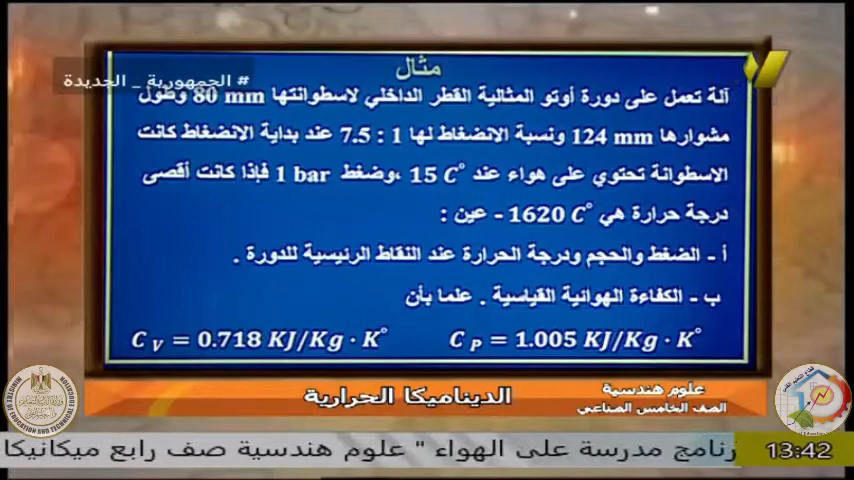 مثال
# الجمهورية _ الجديدة
آلة تعمل على دورة أوتو المثالية القطر الداخلي لاسطوانتها 80 mm وطول
مشوارها 124 mm ونسبة الانضغاط لها 1 : 7.5 عند بداية الانضغاط كانت
الاسطوانة تحتوي على هواء عند 15 C° ،وضغط 1 bar فإذا كانت أقصى
درجة حرارة هي 1620 C° - عين :
أ - الضغط والحجم ودرجة الحرارة عند النقاط الرئيسية للدورة .
ب - الكفاءة الهوائية القياسية . علما بأن
C P = 1.005 KJ/Kg · K° C V = 0.718 KJ/Kg · K°
علوم هندسية
الصف الخامس الصناعي
الديناميكا الحرارية
رنامج مدرسة على الهواء " علوم هندسية صف رابع ميكانيكا
13:42